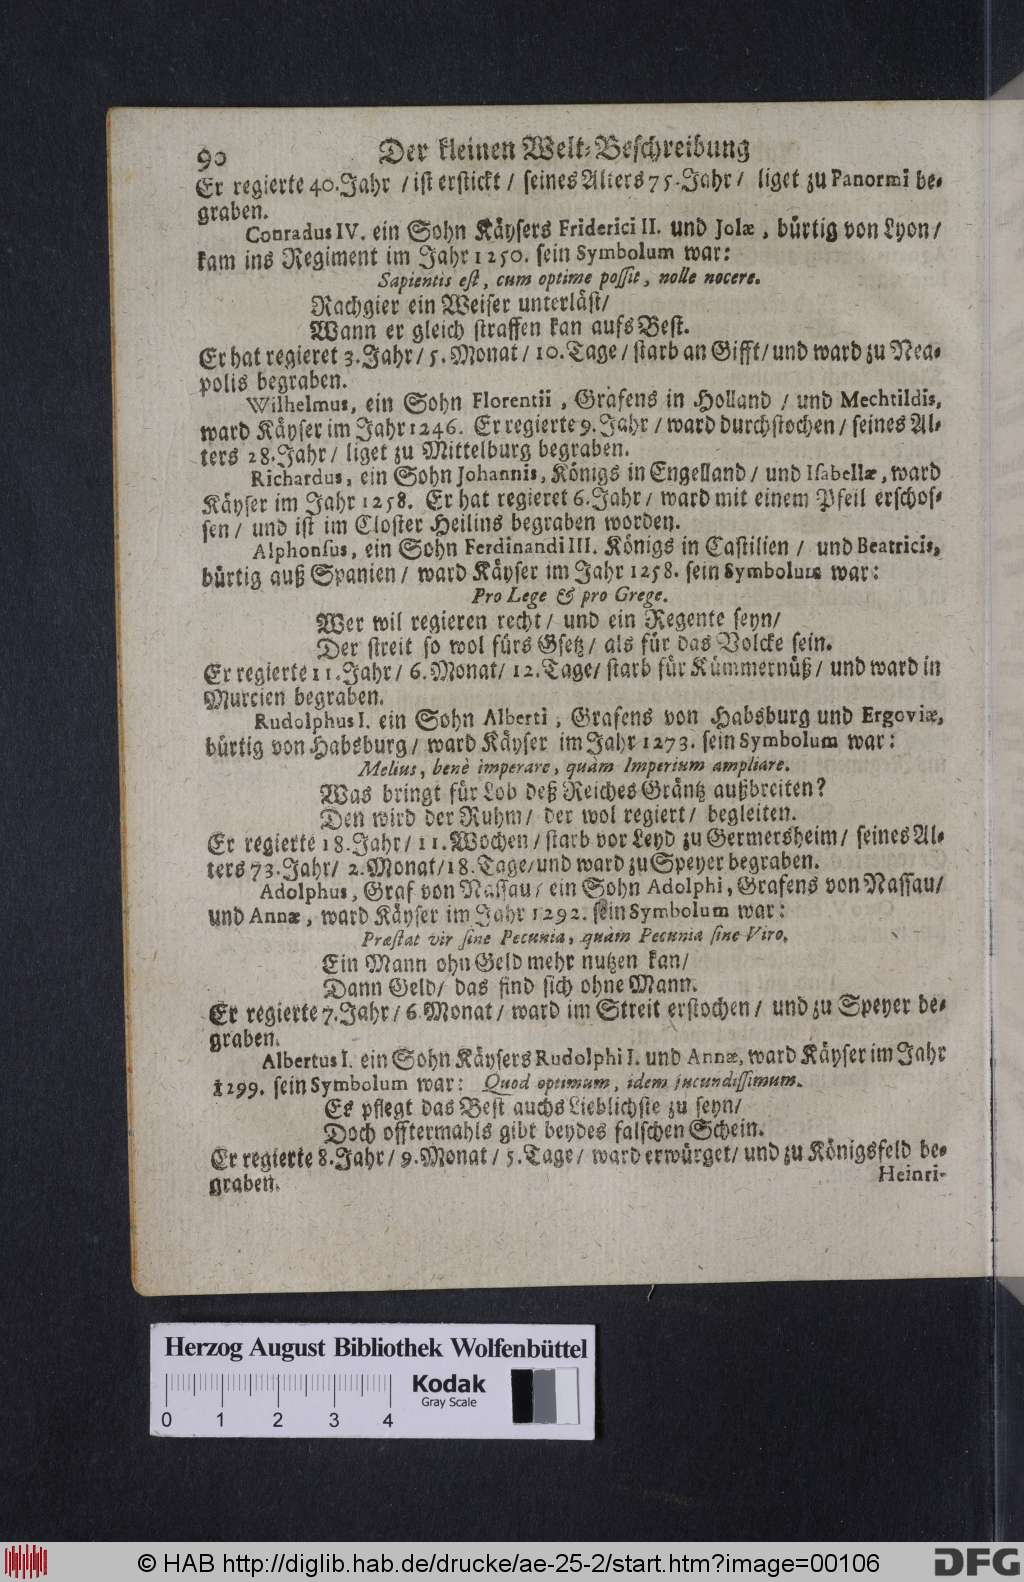 90 Der kleinen Welt-Beschreibung
Er regierte 40. Jahr / ist erstickt / seines Alters 75. Jahr / liget zu Panormi be-
graben.
Conradus IV. ein Sohn Käysers Friderici II. und Jolæ, bürtig von Lyon /
kam ins Regiment im Jahr 1250. sein Symbolum war:
Sapientis est, cum optime possit, nolle nocere.
Rachgier ein Weiser unterläst /
Wann er gleich straffen kan aufs Best.
Er hat regieret 3. Jahr / 5. Monat / 10. Tage / starb an Gifft / und ward zu Nea-
polis begraben.
Wilhelmus, ein Sohn Florentii, Grafens in Holland / und Mechtildis,
ward Käyser im Jahr 1246. Er regierte 9. Jahr / ward durchstochen / seines Al-
ters 28. Jahr / liget zu Mittelburg begraben.
Richardus, ein Sohn Johannis, Königs in Engelland / und Isabellæ, ward
Käyser im Jahr 1258. Er hat regieret 6. Jahr / ward mit einem Pfeil erschos-
sen / und ist im Closter Heilins begraben worden.
Alphonsus, ein Sohn Ferdinandi III. Königs in Castilien / und Beatricis,
bürtig auß Spanien / ward Käyser im Jahr 1258. sein Symbolum war:
Pro Lege & pro Grege.
Wer wil regieren recht / und ein Regente seyn /
Der streit so wol fürs Gsetz / als für das Volcke sein.
Er regierte 11. Jahr / 6. Monat / 12. Tage / starb für Kümmernüß / und ward in
Murcien begraben.
Rudolphus I. ein Sohn Alberti, Grafens von Habsburg und Ergoviæ,
bürtig von Habsburg / ward Käyser im Jahr 1273. sein Symbolum war:
Melius, benè imperare, quàm Imperium ampliare.
Was bringt für Lob deß Reiches Gräntz außbreiten?
Den wird der Ruhm / der wol regiert / begleiten.
Er regierte 18. Jahr / 11. Wochen / starb vor Leyd zu Germersheim / seines Al-
ters 73. Jahr / 2. Monat / 18. Tage / und ward zu Speyer begraben.
Adolphus, Graf von Nassau / ein Sohn Adolphi, Grafens von Nassau /
und Annæ, ward Käyser im Jahr 1292. sein Symbolum war:
Præstat vir sine Pecunia, quàm Pecunia sine Viro.
Ein Mann ohn Geld mehr nutzen kan /
Dann Geld / das sind sich ohne Mann.
Er regierte 7. Jahr / 6. Monat / ward im Streit erstochen / und zu Speyer be-
graben.
Albertus I. ein Sohn Käysers Rudolphi I. und Annæ, ward Käyser im Jahr
1299. sein Symbolum war: Quod optimum, idem jucundissimum.
Es pflegt das Best auchs Lieblichste zu seyn /
Doch offtermahls gibt beydes falschen Schein.
Er regierte 8. Jahr / 9. Monat / 5. Tage / ward erwürget / und zu Königsfeld be-
graben.
Heinri-
Herzog August Bibliothek Wolfenbüttel
Kodak
Gray Scale
0 1 2 3 4
© HAB http://diglib.hab.de/drucke/ae-25-2/start.htm?image=00106
DFG